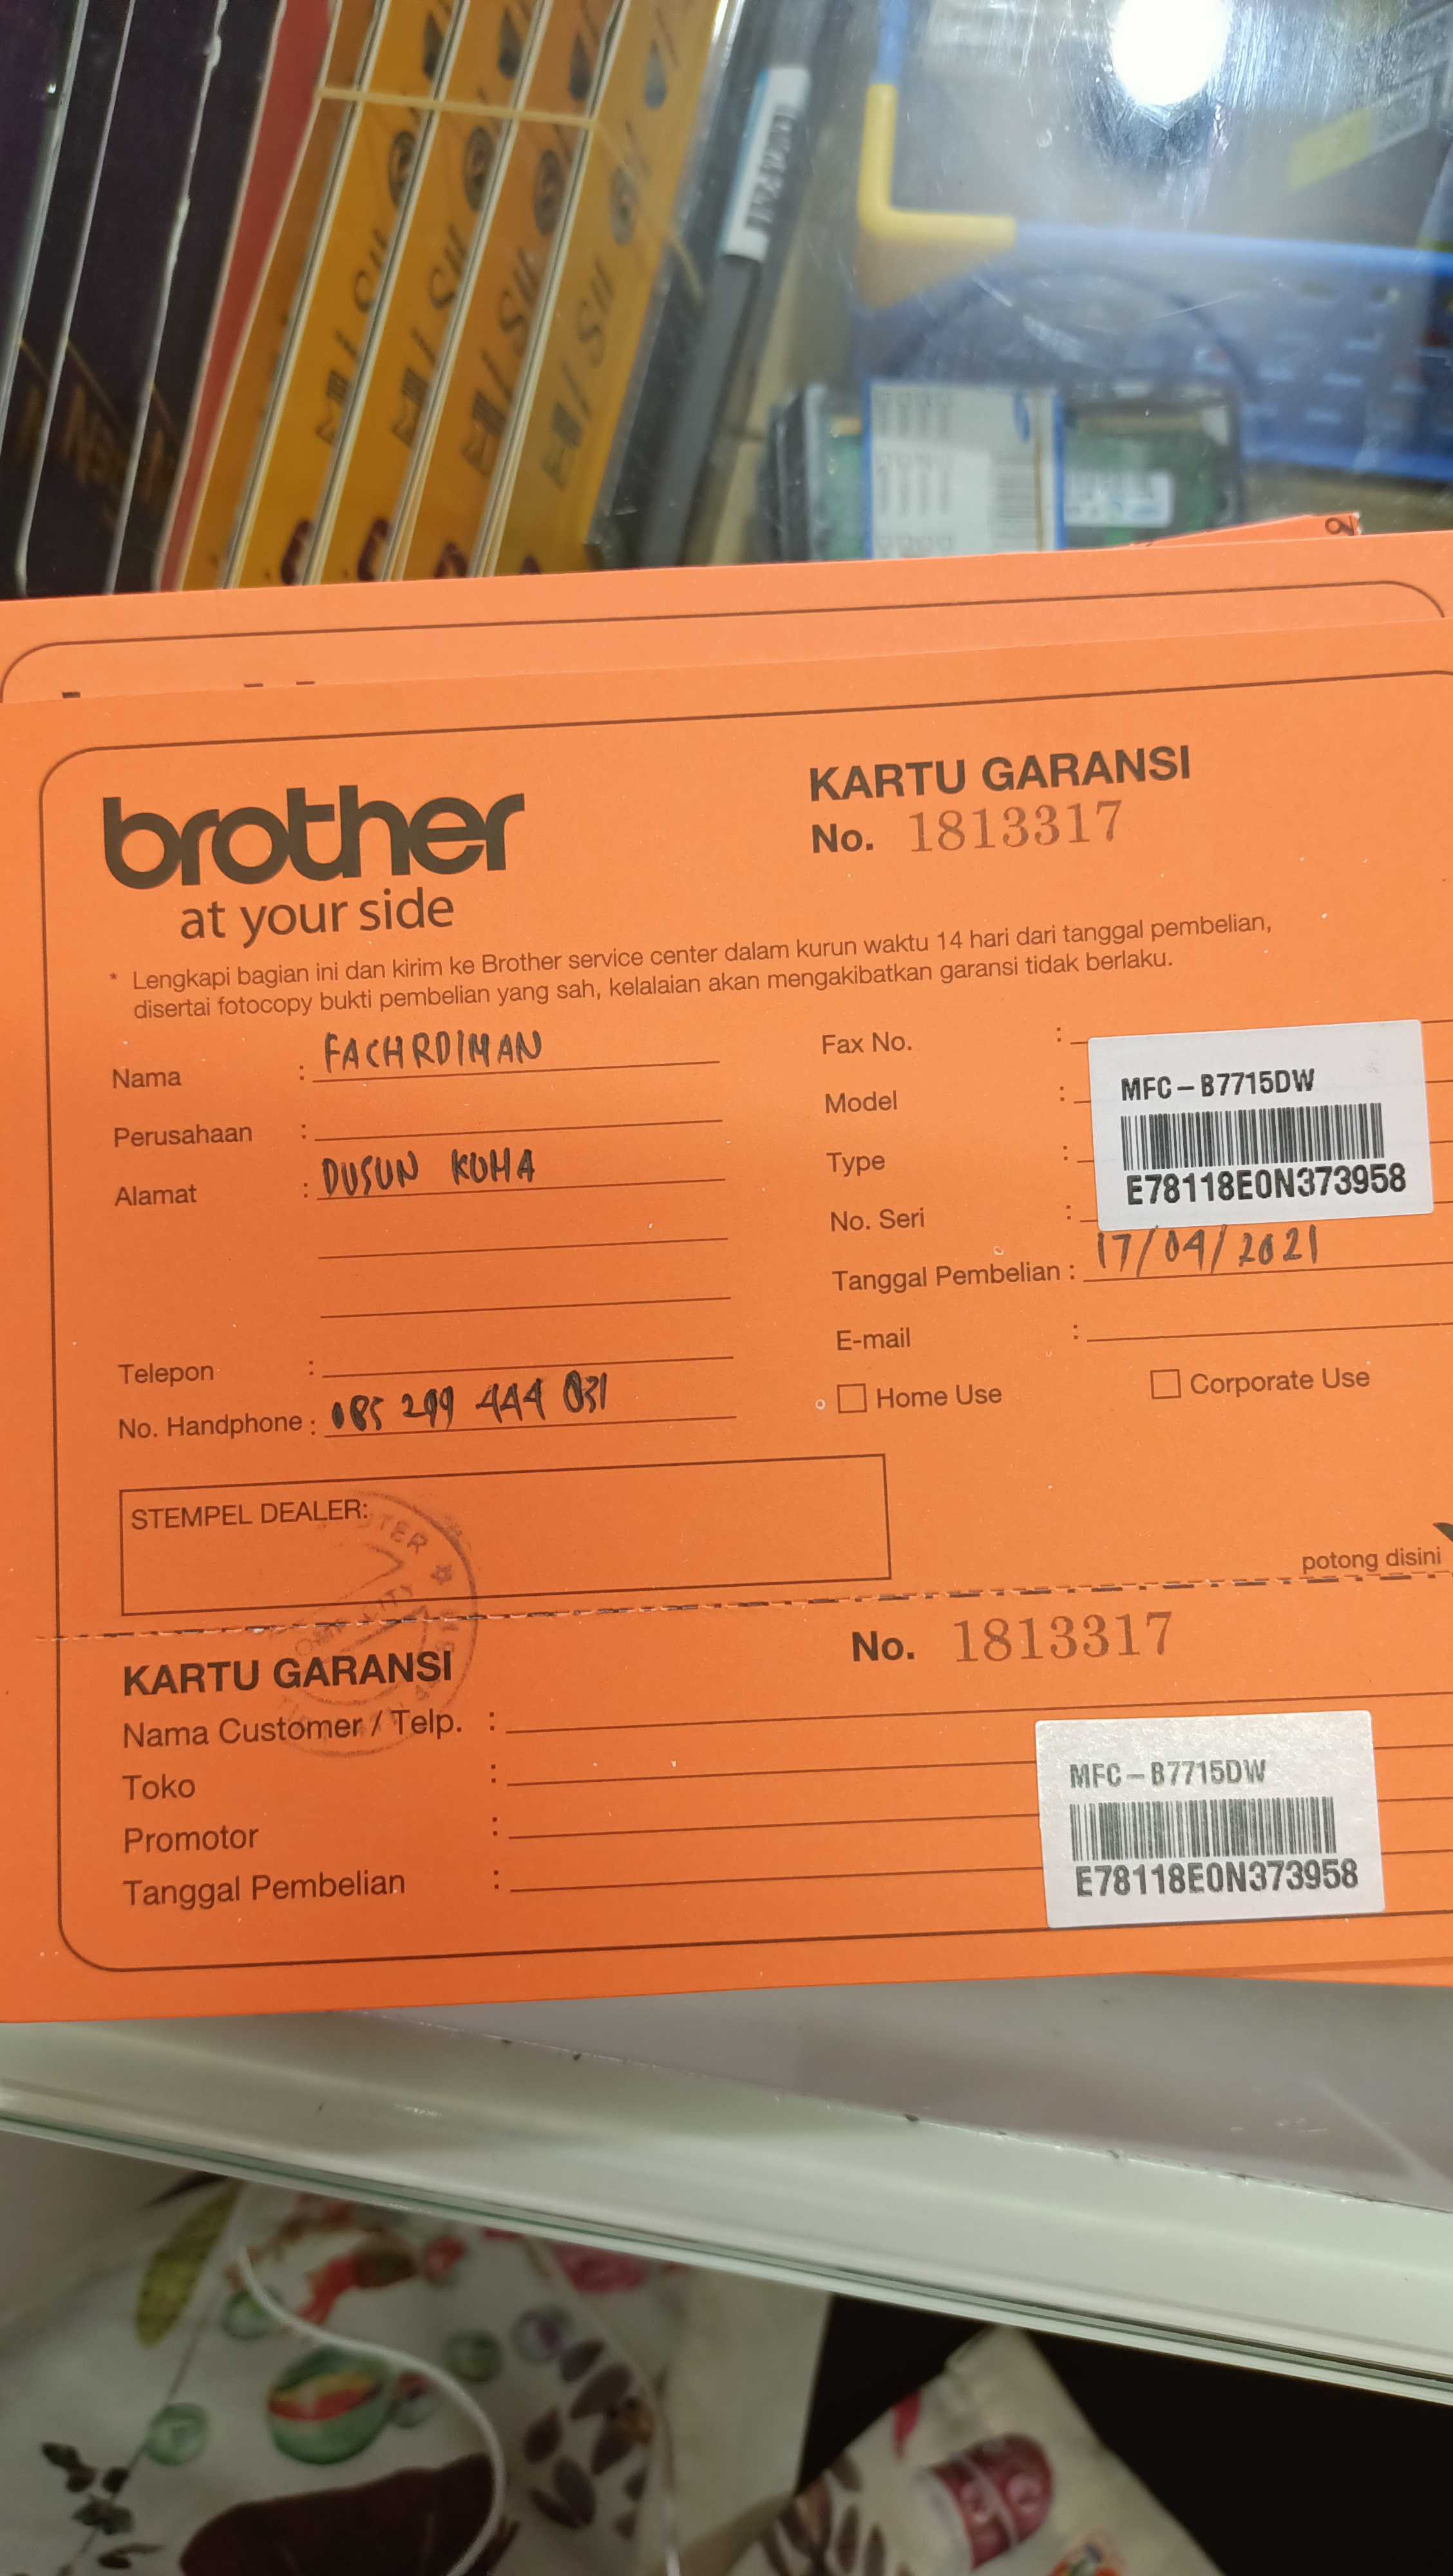 brother
at your side
KARTU GARANSI
No. 1813317
* Lengkapi bagian ini dan kirim ke Brother service center dalam kurun waktu 14 hari dari tanggal pembelian,
disertai fotocopy bukti pembelian yang sah, kelalaian akan mengakibatkan garansi tidak berlaku.
Nama : FACHRDIMAN
Perusahaan :
Alamat : DUSUN KUHA
Telepon :
No. Handphone : 085 299 444 031
Fax No. :
Model :
Type :
No. Seri :
MFC-B7715DW
E78118E0N373958
Tanggal Pembelian : 17/04/2021
E-mail :
Home Use
Corporate Use
STEMPEL DEALER:
potong disini
KARTU GARANSI
No. 1813317
Nama Customer / Telp. :
Toko :
Promotor :
Tanggal Pembelian :
MFC-B7715DW
E78118E0N373958